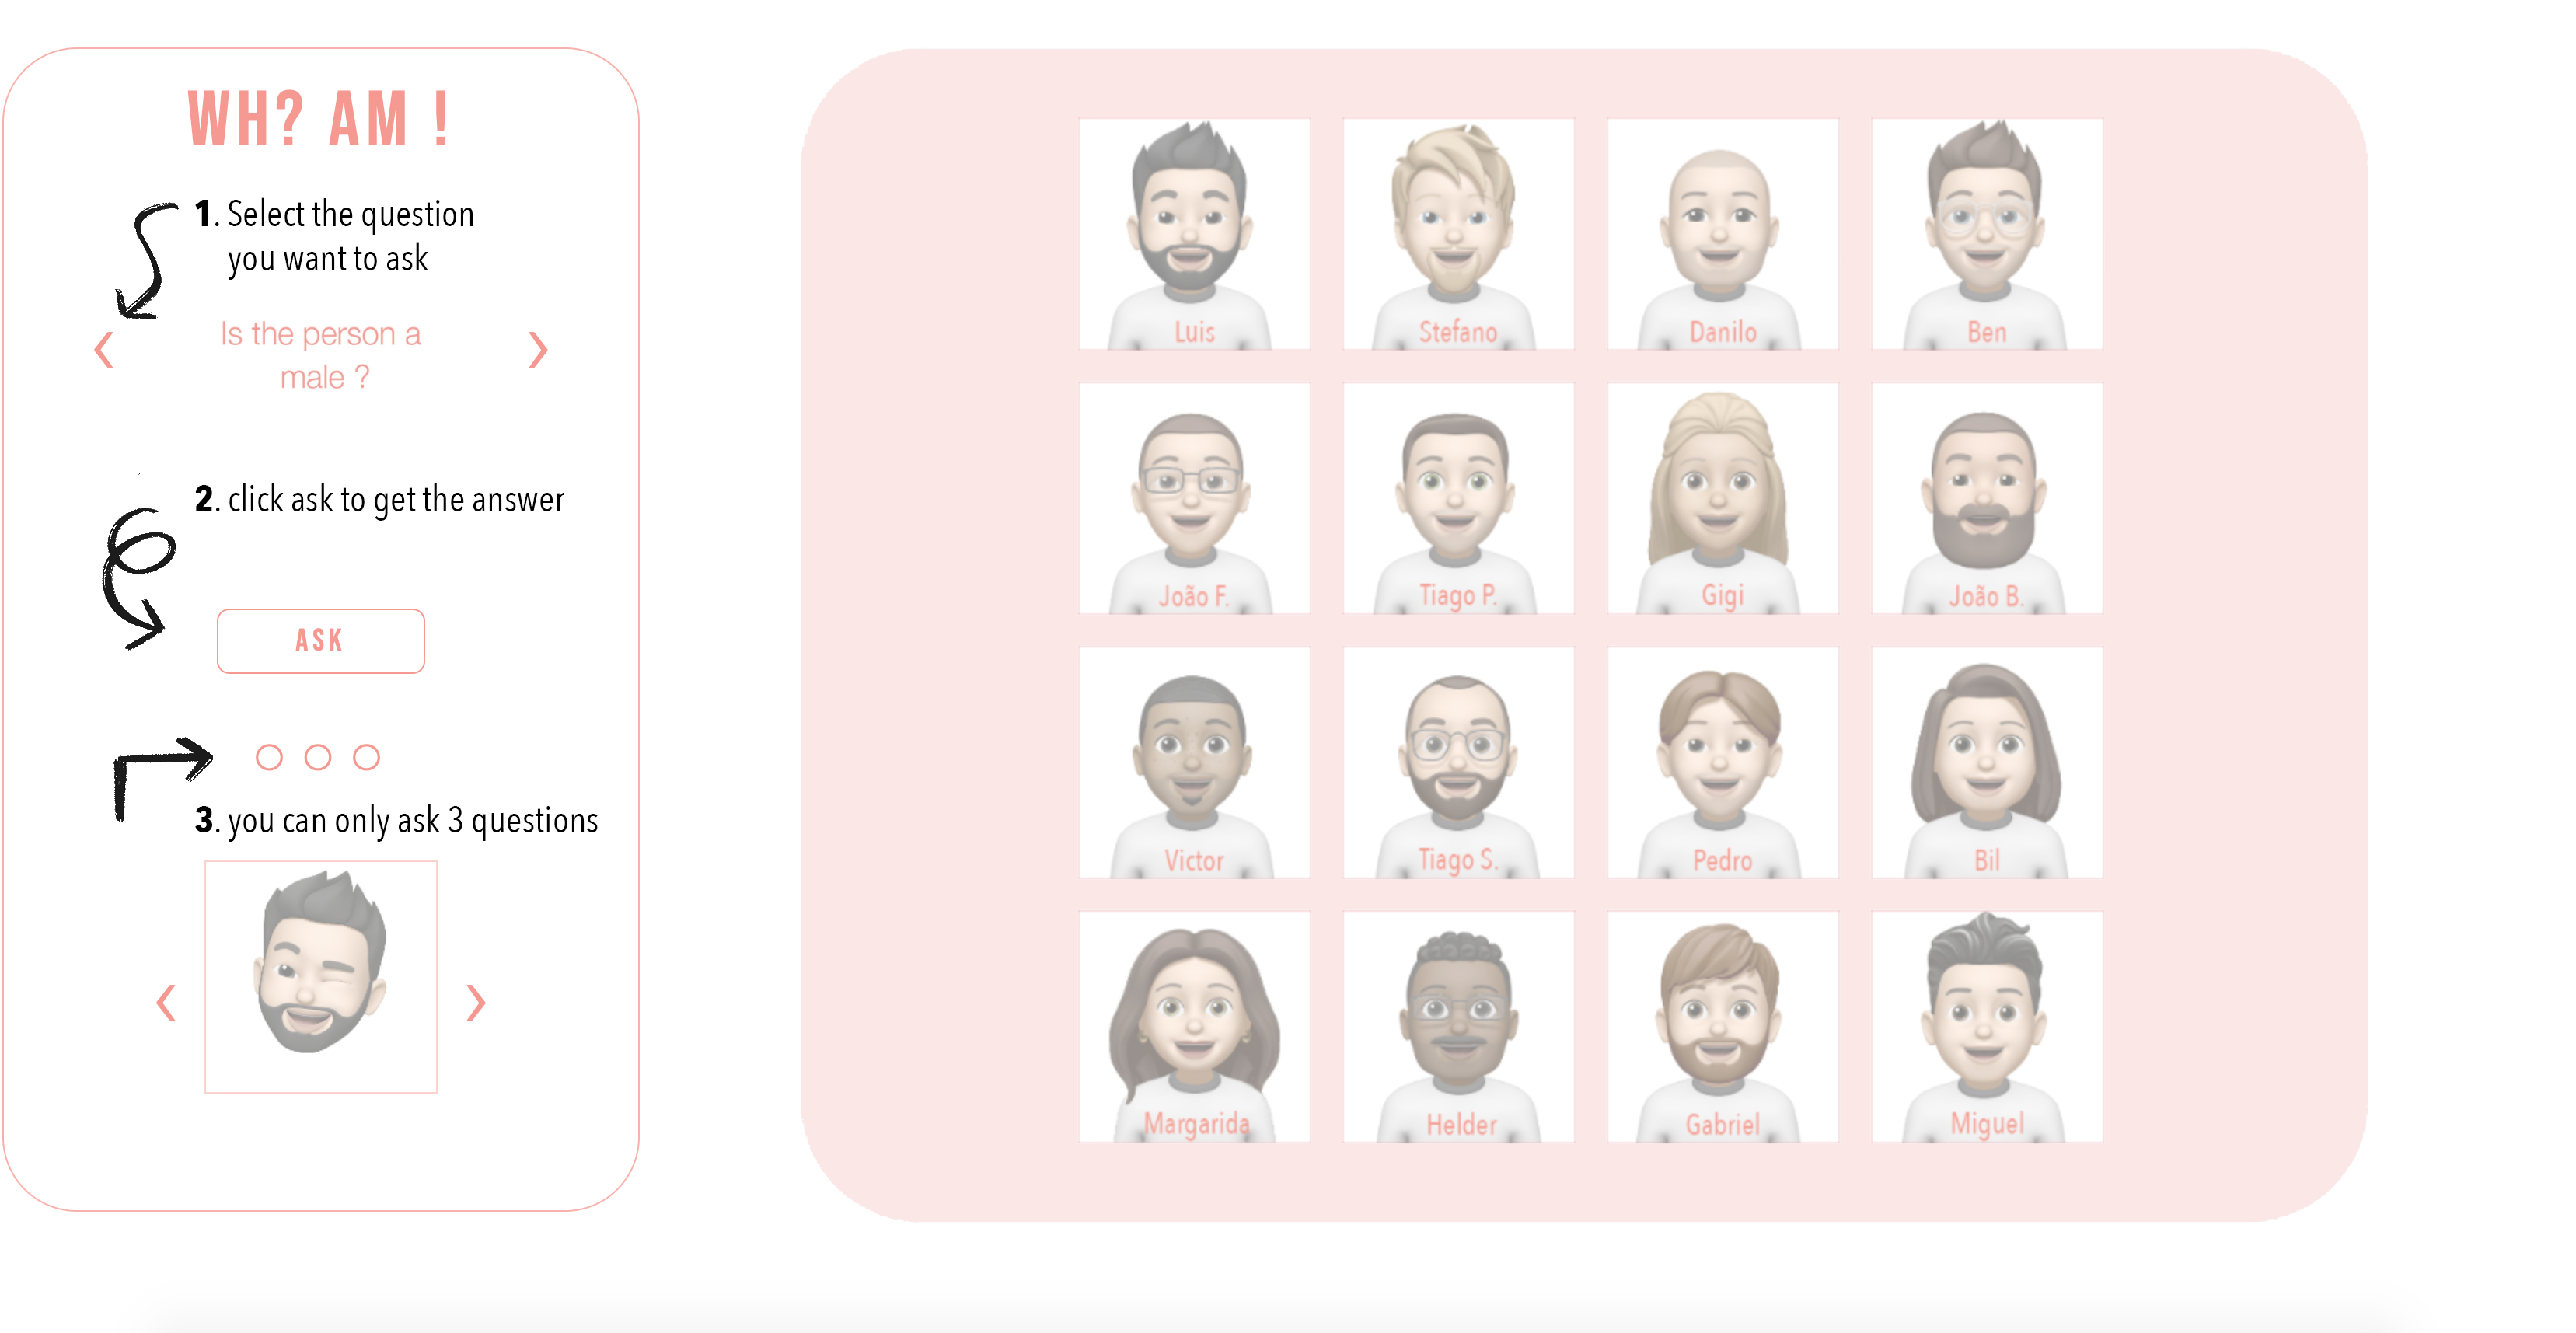 WH? AM !
1. Select the question
you want to ask
Is the person a
male ?
2. click ask to get the answer
ASK
3. you can only ask 3 questions
Luis
Stefano
Danilo
Ben
João F.
Tiago P.
Gigi
João B.
Victor
Tiago S.
Pedro
Bil
Margarida
Helder
Gabriel
Miguel